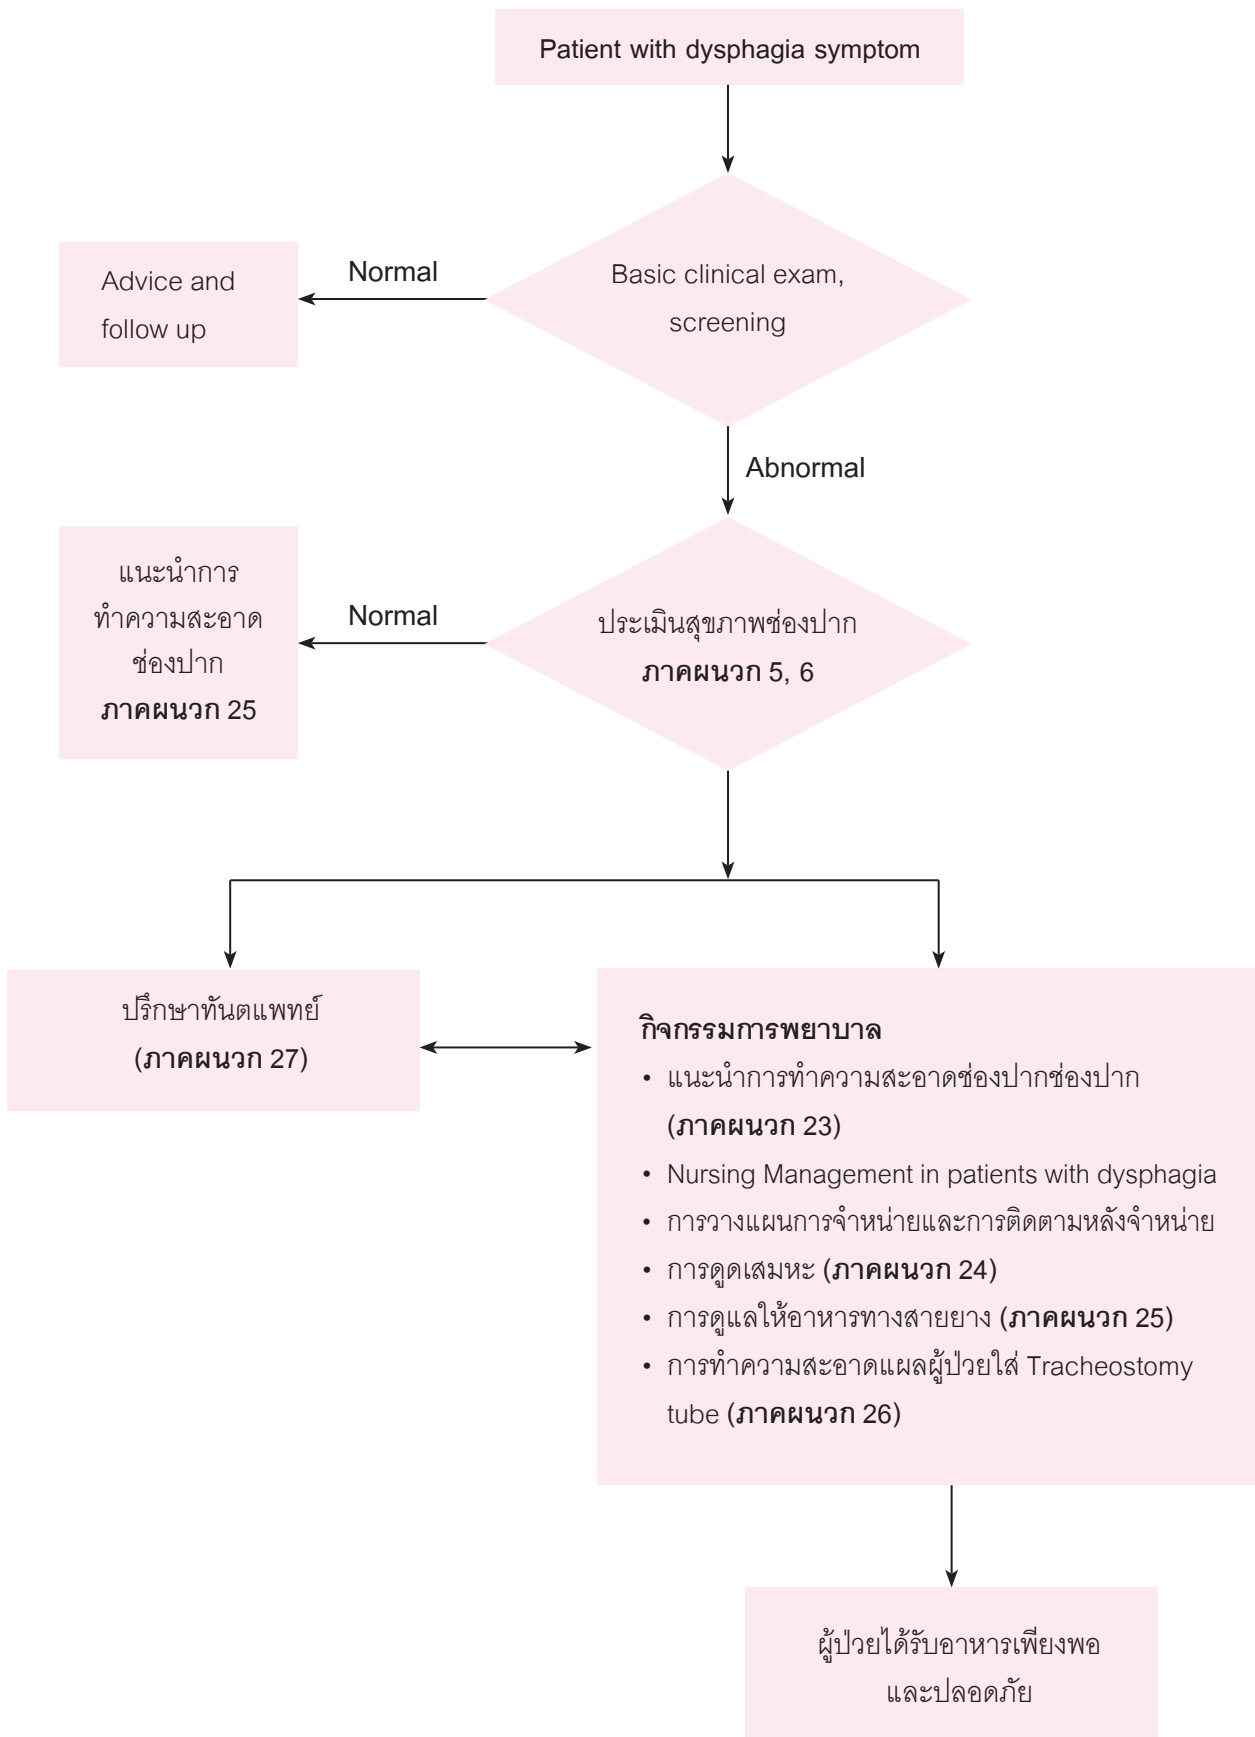 Patient with dysphagia symptom
Basic clinical exam,
screening
Normal
Advice and
follow up
Abnormal
ประเมินสุขภาพช่องปาก
ภาคผนวก 5, 6
Normal
แนะนำการ
ทำความสะอาด
ช่องปาก
ภาคผนวก 25
ปรึกษาทันตแพทย์
(ภาคผนวก 27)
กิจกรรมการพยาบาล
• แนะนำการทำความสะอาดช่องปากช่องปาก
(ภาคผนวก 23)
• Nursing Management in patients with dysphagia
• การวางแผนการจำหน่ายและการติดตามหลังจำหน่าย
• การดูดเสมหะ (ภาคผนวก 24)
• การดูแลให้อาหารทางสายยาง (ภาคผนวก 25)
• การทำความสะอาดแผลผู้ป่วยใส่ Tracheostomy
tube (ภาคผนวก 26)
ผู้ป่วยได้รับอาหารเพียงพอ
และปลอดภัย